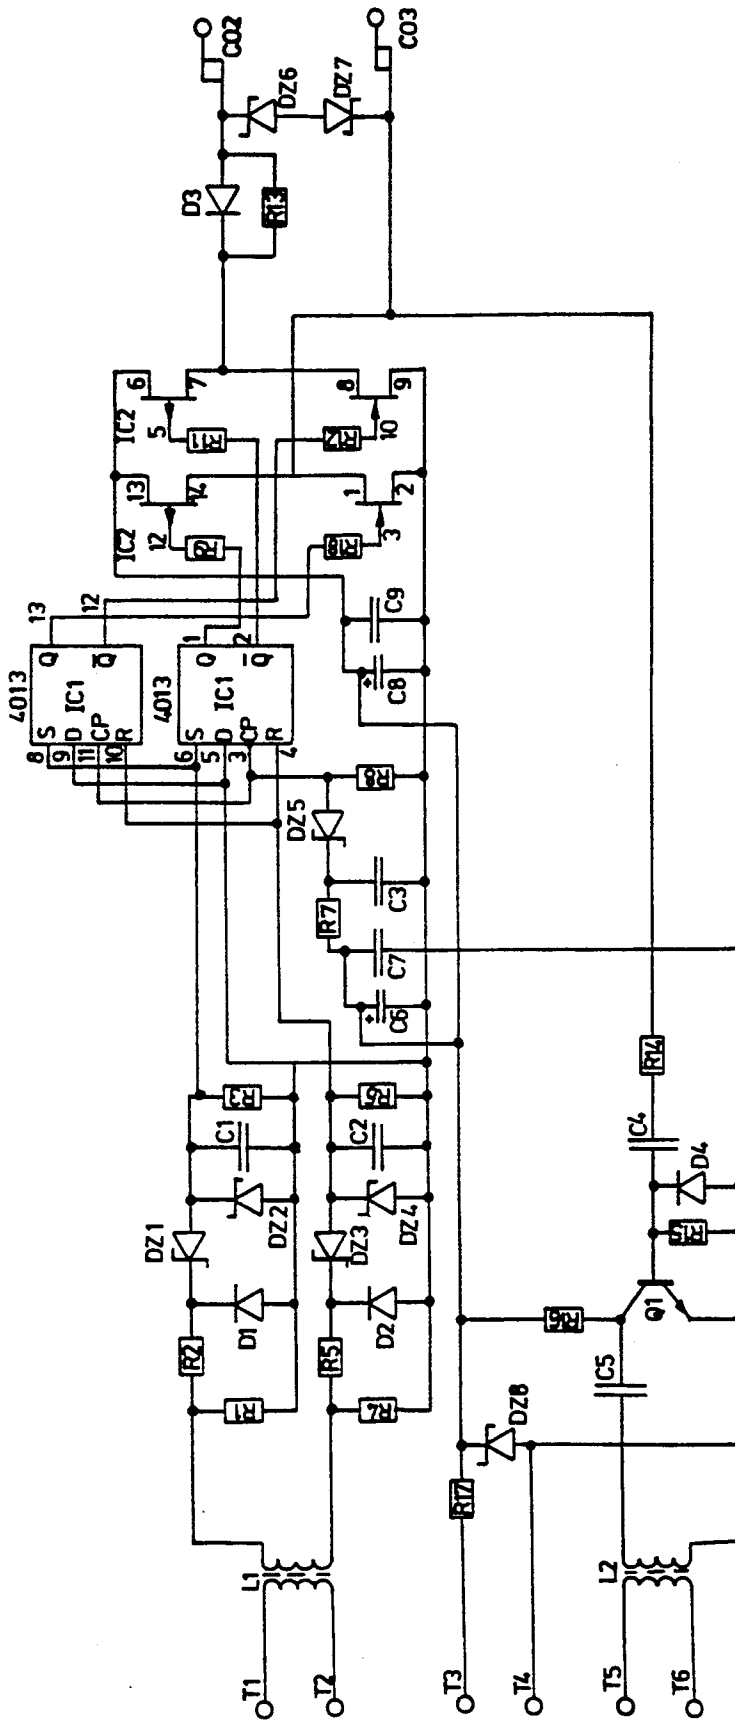 CO2
CO3
DZ6
DZ7
D3
R13
6
7
8
9
IC2
5
R11
R12
10
13
14
1
2
IC2
12
R9
R18
3
13
12
1
2
4013
IC1
S
D
CP
R
Q
Q̅
8
9
11
10
4013
IC1
S
D
CP
R
Q
Q̅
6
5
3
4
+
C8
C9
DZ5
R8
R7
C3
C7
+
C6
R3
C1
DZ1
DZ2
R2
D1
R1
R6
C2
DZ3
DZ4
R5
D2
R4
R14
C4
D4
R15
Q1
R16
C5
DZ8
R17
L1
L2
T1
T2
T3
T4
T5
T6